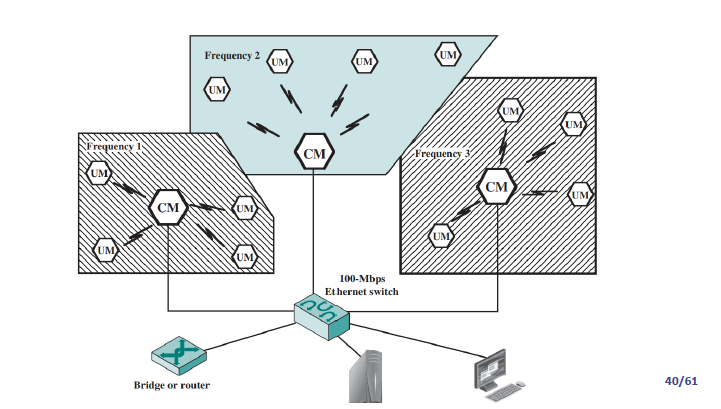 Frequency 2
UM
UM
UM
UM
CM
Frequency 1
UM
CM
UM
UM
UM
Frequency 3
UM
UM
CM
UM
UM
100-Mbps
Ethernet switch
Bridge or router
40/61